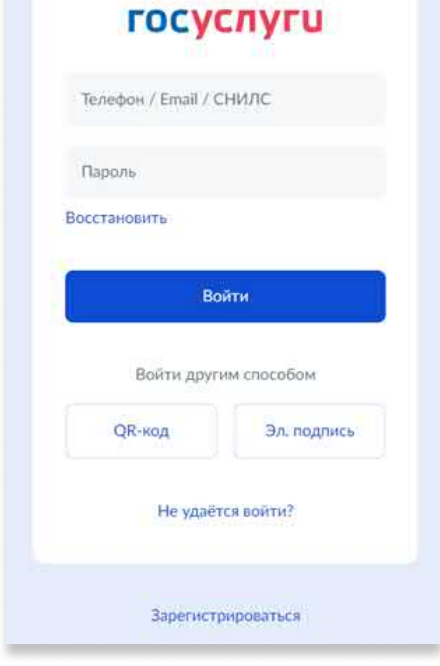 госуслуги
Телефон / Email / СНИЛС
Пароль
Восстановить
Войти
Войти другим способом
QR-код
Эл. подпись
Не удаётся войти?
Зарегистрироваться